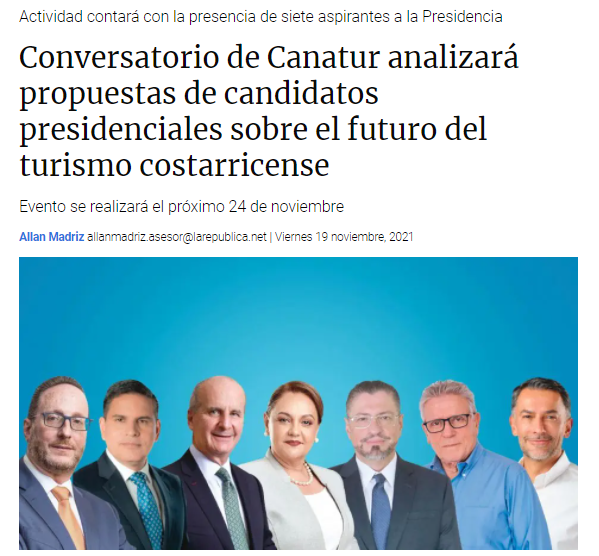 Actividad contará con la presencia de siete aspirantes a la Presidencia
Conversatorio de Canatur analizará
propuestas de candidatos
presidenciales sobre el futuro del
turismo costarricense
Evento se realizará el próximo 24 de noviembre
Allan Madriz allanmadriz.asesor@larepublica.net | Viernes 19 noviembre, 2021